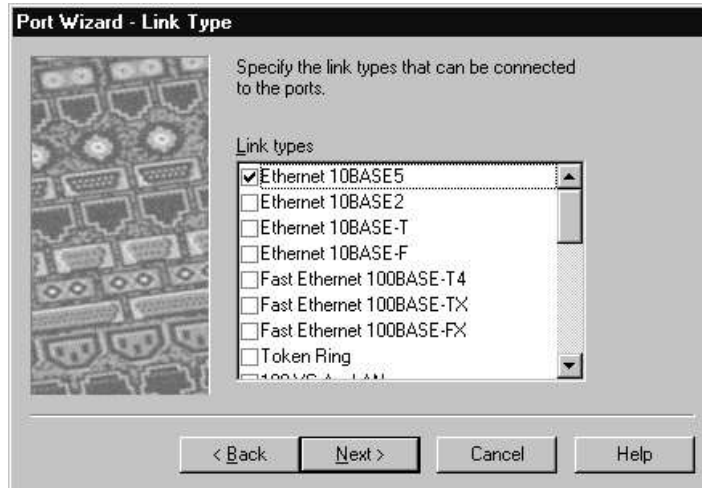 Port Wizard - Link Type
Specify the link types that can be connected
to the ports.
Link types
Ethernet 10BASE5
Ethernet 10BASE2
Ethernet 10BASE-T
Ethernet 10BASE-F
Fast Ethernet 100BASE-T4
Fast Ethernet 100BASE-TX
Fast Ethernet 100BASE-FX
Token Ring
< Back
Next >
Cancel
Help